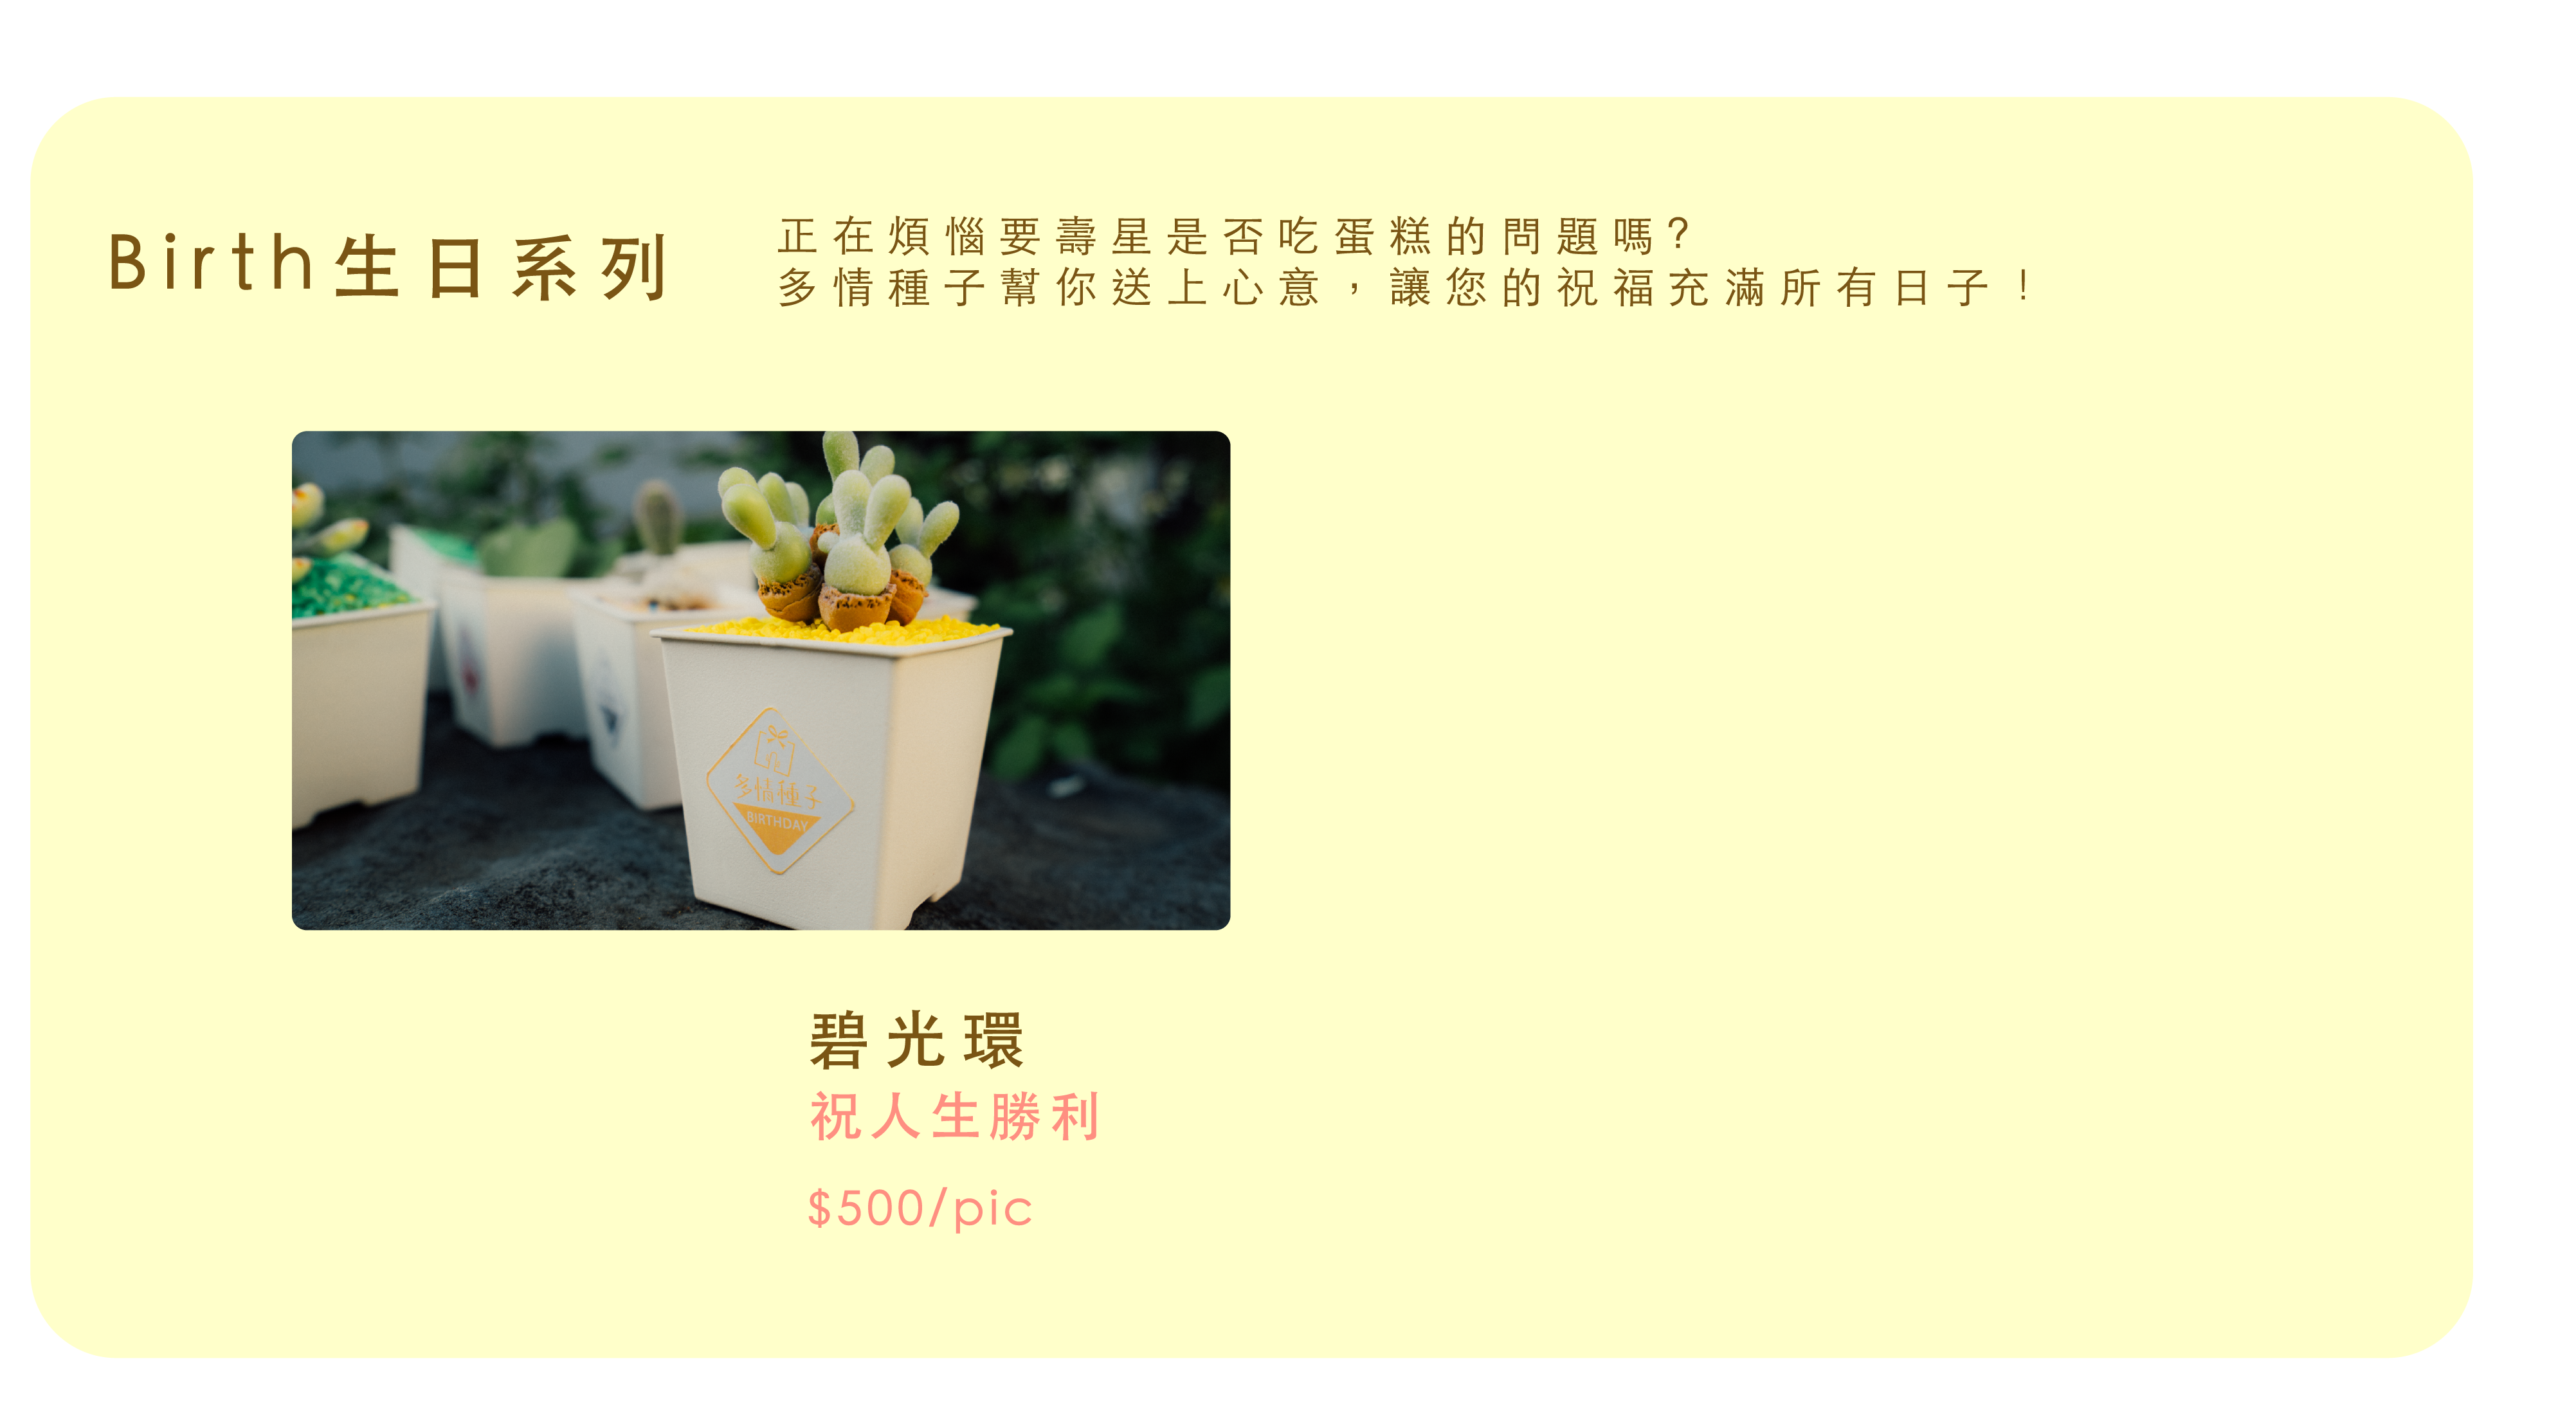 Birth生日系列
正在煩惱要壽星是否吃蛋糕的問題嗎?
多情種子幫你送上心意，讓您的祝福充滿所有日子！
多情種子
BIRTHDAY
碧光環
祝人生勝利
$500/pic